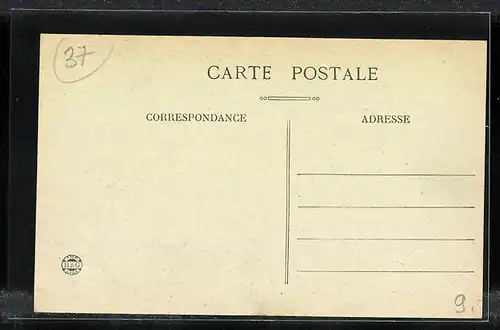 37
CARTE POSTALE
CORRESPONDANCE
ADRESSE
9.